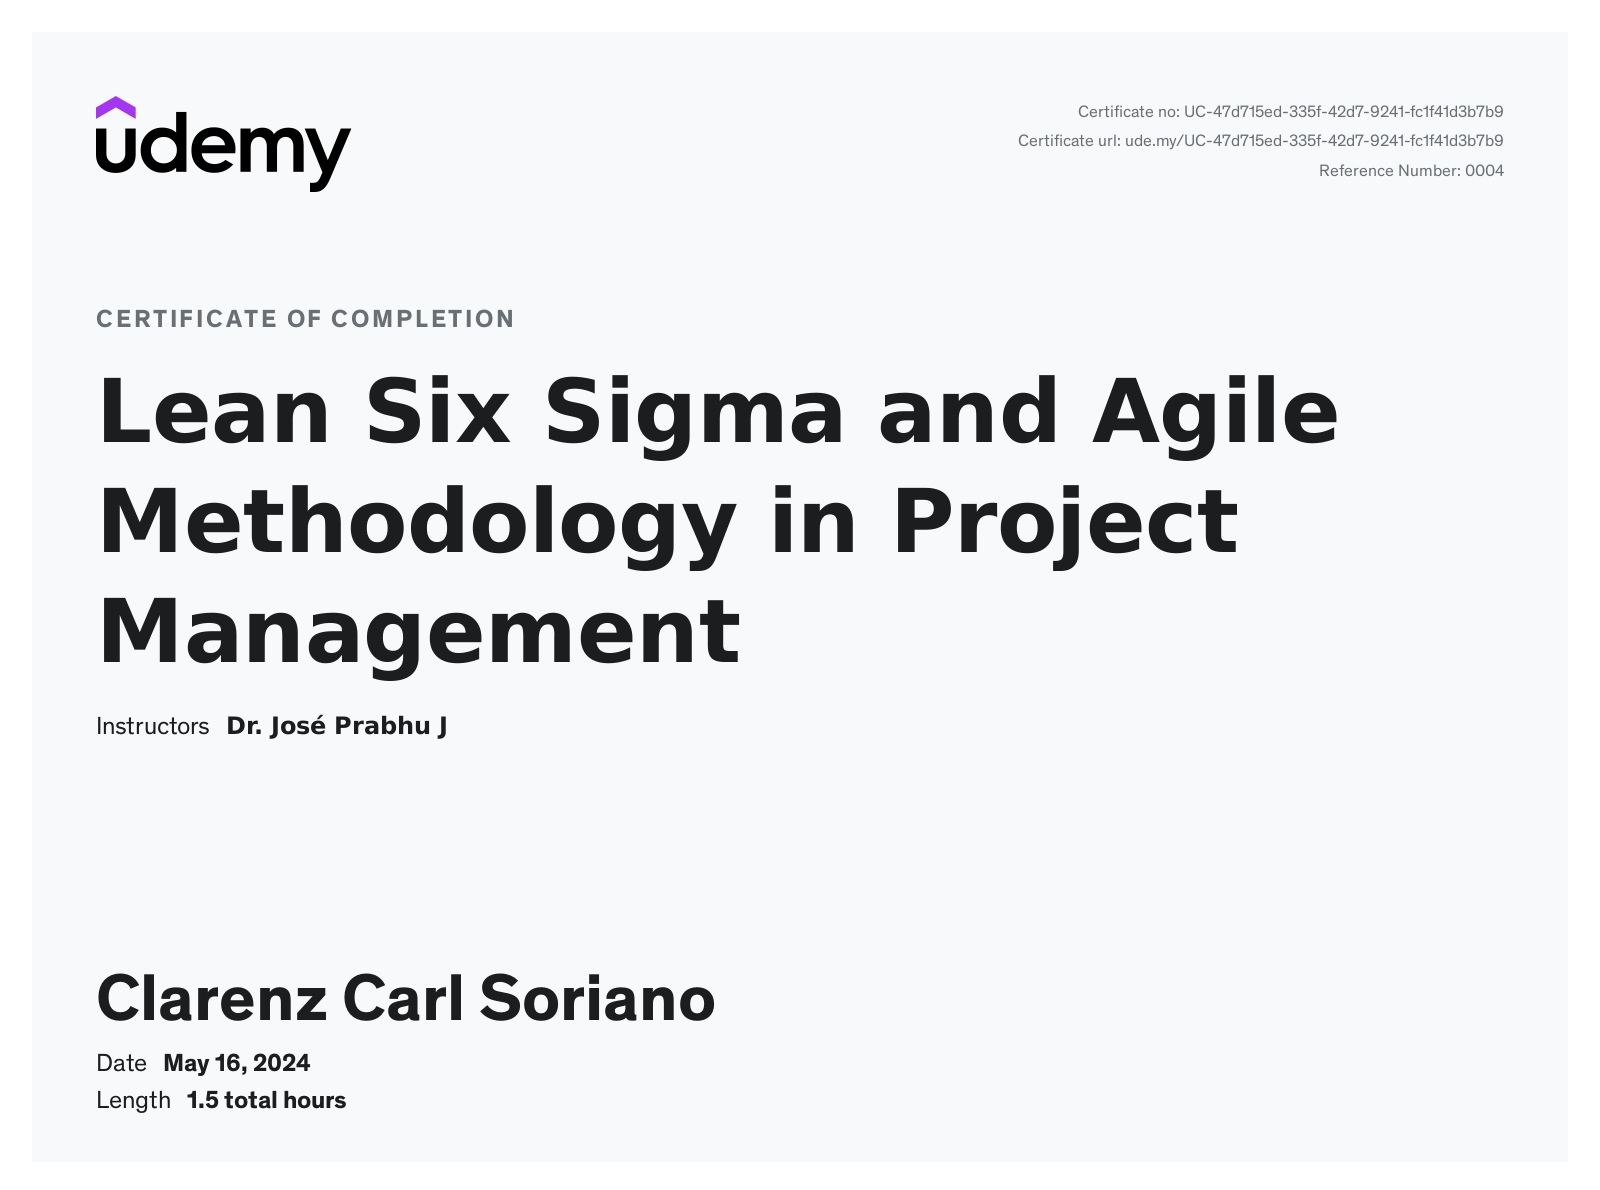 udemy
Certificate no: UC-47d715ed-335f-42d7-9241-fc1f41d3b7b9
Certificate url: ude.my/UC-47d715ed-335f-42d7-9241-fc1f41d3b7b9
Reference Number: 0004
CERTIFICATE OF COMPLETION
Lean Six Sigma and Agile
Methodology in Project
Management
Instructors Dr. José Prabhu J
Clarenz Carl Soriano
Date May 16, 2024
Length 1.5 total hours